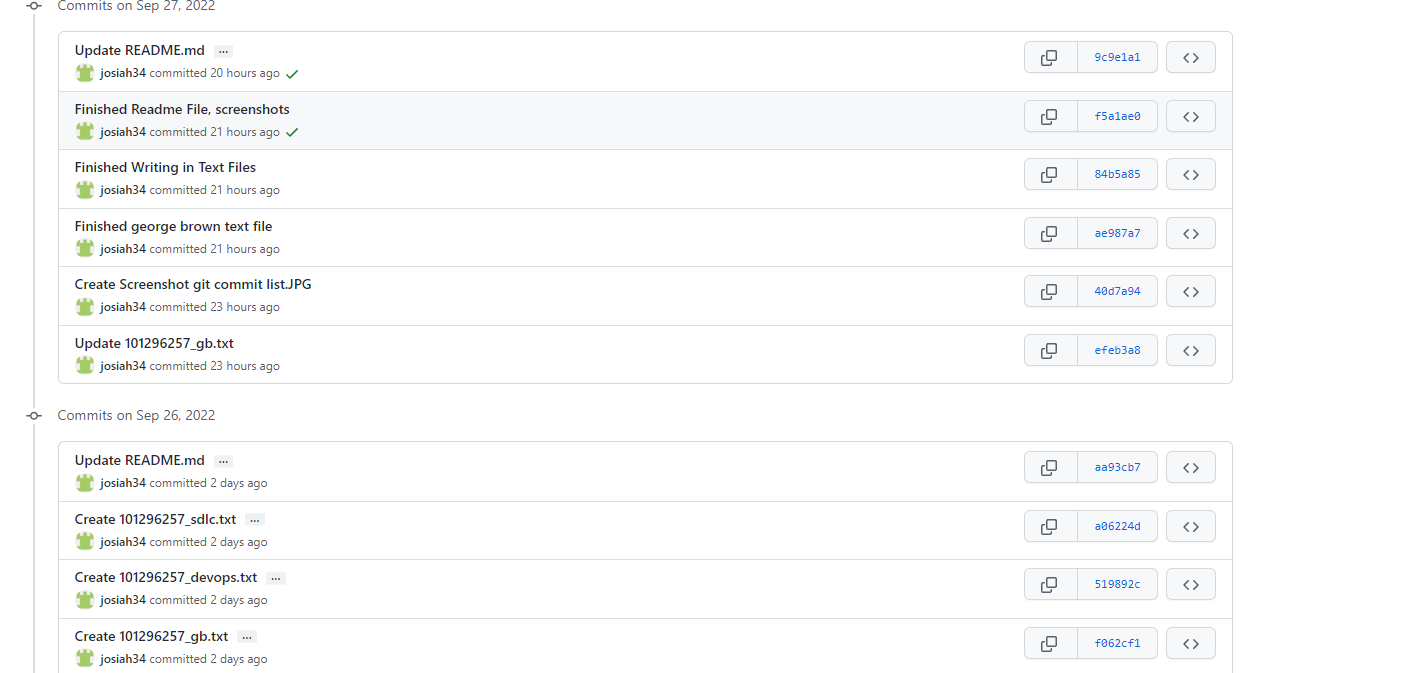 Commits on Sep 27, 2022
Update README.md ...
9c9e1a1
josiah34 committed 20 hours ago
Finished Readme File, screenshots
f5a1ae0
josiah34 committed 21 hours ago
Finished Writing in Text Files
84b5a85
josiah34 committed 21 hours ago
Finished george brown text file
ae987a7
josiah34 committed 21 hours ago
Create Screenshot git commit list.JPG
40d7a94
josiah34 committed 23 hours ago
Update 101296257_gb.txt
efeb3a8
josiah34 committed 23 hours ago
Commits on Sep 26, 2022
Update README.md ...
aa93cb7
josiah34 committed 2 days ago
Create 101296257_sdlc.txt ...
a06224d
josiah34 committed 2 days ago
Create 101296257_devops.txt ...
519892c
josiah34 committed 2 days ago
Create 101296257_gb.txt ...
f062cf1
josiah34 committed 2 days ago